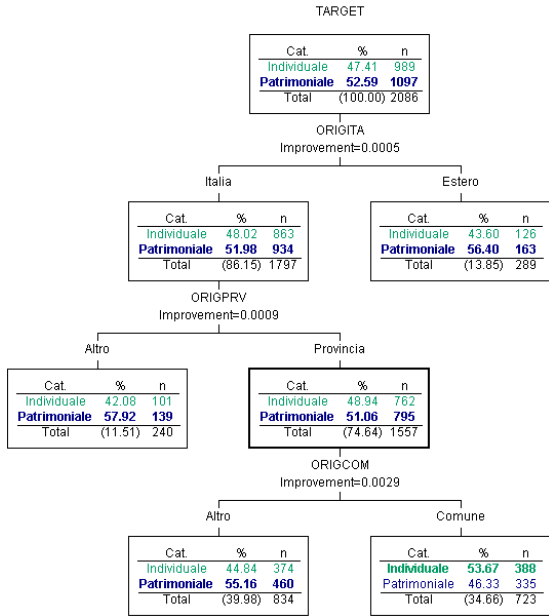 TARGET
Cat. % n
Individuale 47.41 989
Patrimoniale 52.59 1097
Total (100.00) 2086
ORIGITA
Improvement=0.0005
Italia
Estero
Cat. % n
Individuale 48.02 863
Patrimoniale 51.98 934
Total (86.15) 1797
Cat. % n
Individuale 43.60 126
Patrimoniale 56.40 163
Total (13.85) 289
ORIGPRV
Improvement=0.0009
Altro
Provincia
Cat. % n
Individuale 42.08 101
Patrimoniale 57.92 139
Total (11.51) 240
Cat. % n
Individuale 48.94 762
Patrimoniale 51.06 795
Total (74.64) 1557
ORIGCOM
Improvement=0.0029
Altro
Comune
Cat. % n
Individuale 44.84 374
Patrimoniale 55.16 460
Total (39.98) 834
Cat. % n
Individuale 53.67 388
Patrimoniale 46.33 335
Total (34.66) 723